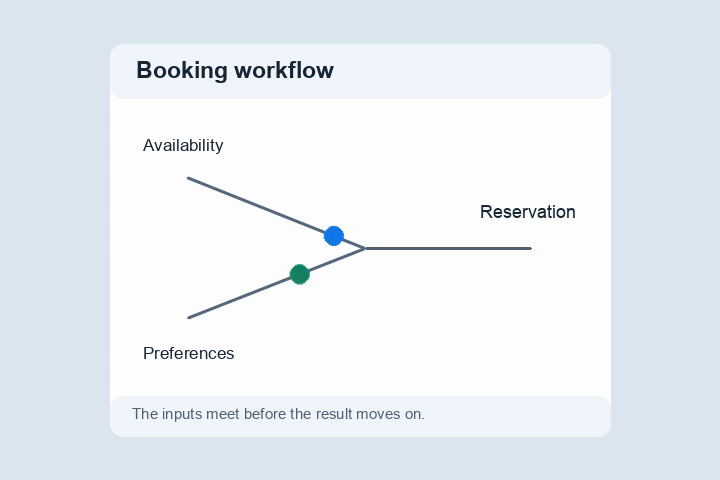 Booking workflow
Availability
Reservation
Preferences
The inputs meet before the result moves on.